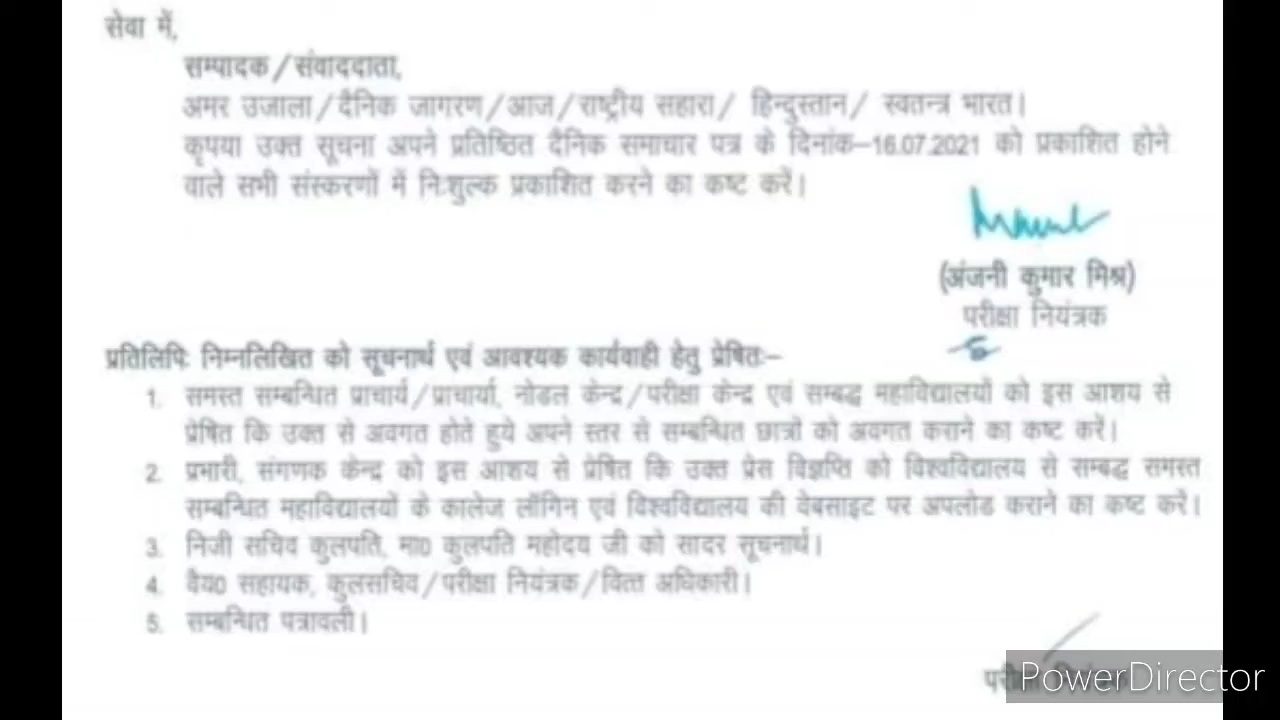 सेवा में,
सम्पादक/संवाददाता,
अमर उजाला/दैनिक जागरण/आज/राष्ट्रीय सहारा/ हिन्दुस्तान/ स्वतन्त्र भारत।
कृपया उक्त सूचना अपने प्रतिष्ठित दैनिक समाचार पत्र के दिनांक–16.07.2021 को प्रकाशित होने
वाले सभी संस्करणों में निःशुल्क प्रकाशित करने का कष्ट करें।
(अंजनी कुमार मिश्र)
परीक्षा नियंत्रक
प्रतिलिपिः निम्नलिखित को सूचनार्थ एवं आवश्यक कार्यवाही हेतु प्रेषितः–
1. समस्त सम्बन्धित प्राचार्य/प्राचार्या, नोडल केन्द्र/परीक्षा केन्द्र एवं सम्बद्ध महाविद्यालयों को इस आशय से
प्रेषित कि उक्त से अवगत होते हुये अपने स्तर से सम्बन्धित छात्रों को अवगत कराने का कष्ट करें।
2. प्रभारी, संगणक केन्द्र को इस आशय से प्रेषित कि उक्त प्रेस विज्ञप्ति को विश्वविद्यालय से सम्बद्ध समस्त
सम्बन्धित महाविद्यालयों के कालेज लॉगिन एवं विश्वविद्यालय की वेबसाइट पर अपलोड कराने का कष्ट करें।
3. निजी सचिव कुलपति, मा0 कुलपति महोदय जी को सादर सूचनार्थ।
4. वैय0 सहायक, कुलसचिव/परीक्षा नियंत्रक/वित्त अधिकारी।
5. सम्बन्धित पत्रावली।
PowerDirector